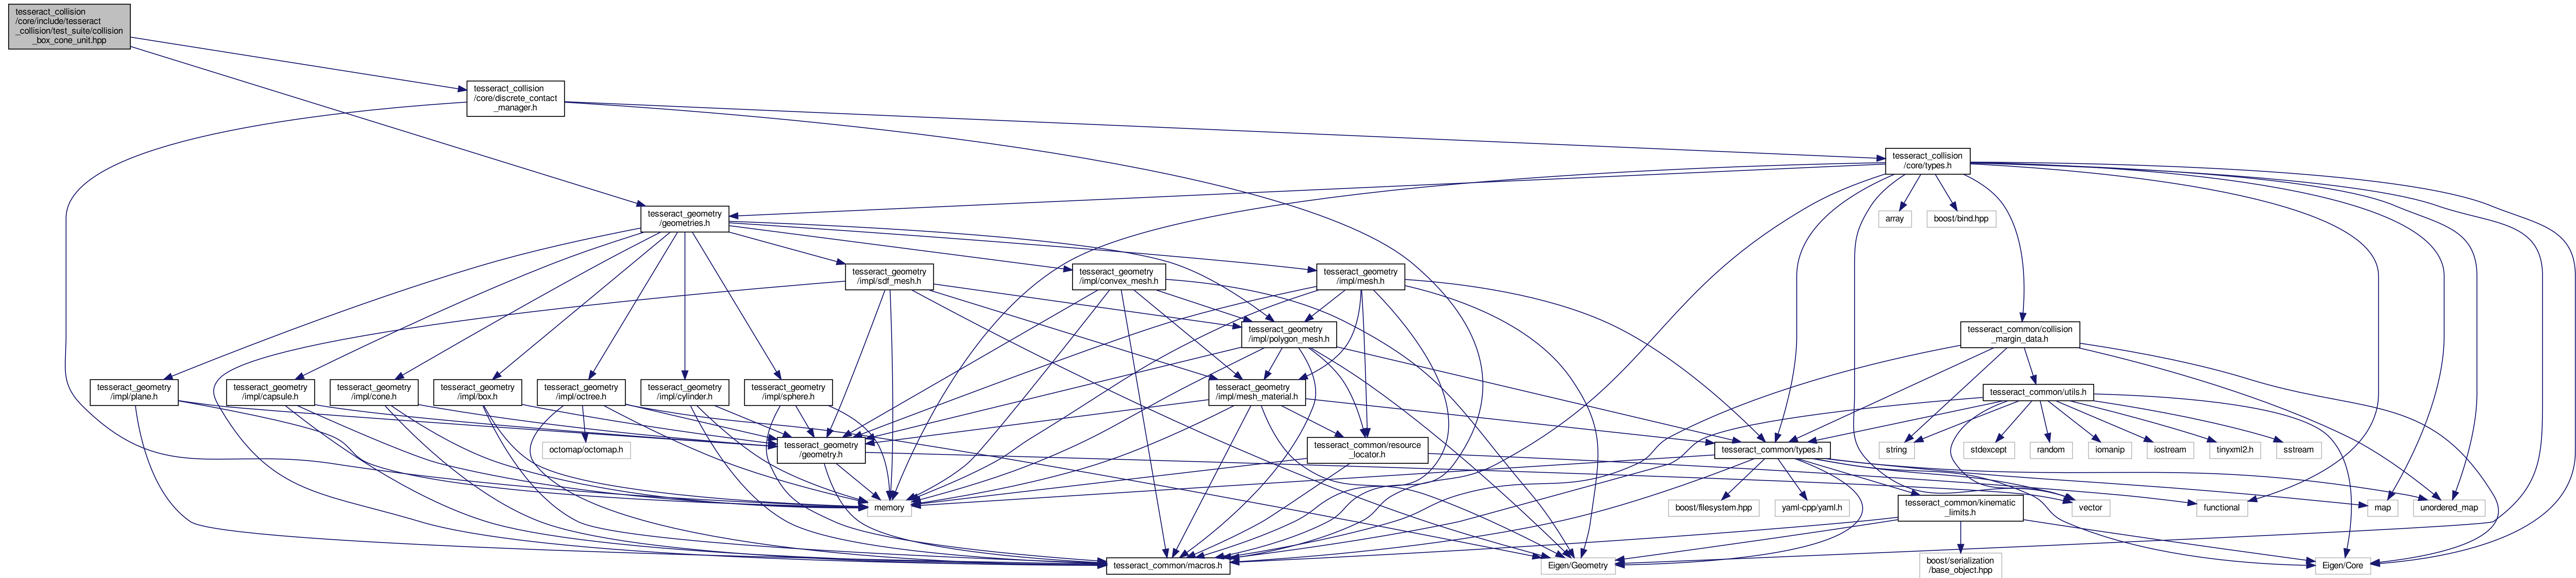 tesseract_collision
/core/include/tesseract
_collision/test_suite/collision
_box_cone_unit.hpp
tesseract_collision
/core/discrete_contact
_manager.h
tesseract_collision
/core/types.h
tesseract_geometry
/geometries.h
array
boost/bind.hpp
tesseract_geometry
/impl/sdf_mesh.h
tesseract_geometry
/impl/convex_mesh.h
tesseract_geometry
/impl/mesh.h
tesseract_geometry
/impl/polygon_mesh.h
tesseract_common/collision
_margin_data.h
tesseract_geometry
/impl/plane.h
tesseract_geometry
/impl/capsule.h
tesseract_geometry
/impl/cone.h
tesseract_geometry
/impl/box.h
tesseract_geometry
/impl/octree.h
tesseract_geometry
/impl/cylinder.h
tesseract_geometry
/impl/sphere.h
tesseract_geometry
/impl/mesh_material.h
tesseract_common/utils.h
octomap/octomap.h
tesseract_geometry
/geometry.h
tesseract_common/resource
_locator.h
tesseract_common/types.h
string
stdexcept
random
iomanip
iostream
tinyxml2.h
sstream
memory
boost/filesystem.hpp
yaml-cpp/yaml.h
tesseract_common/kinematic
_limits.h
vector
functional
map
unordered_map
tesseract_common/macros.h
Eigen/Geometry
boost/serialization
/base_object.hpp
Eigen/Core